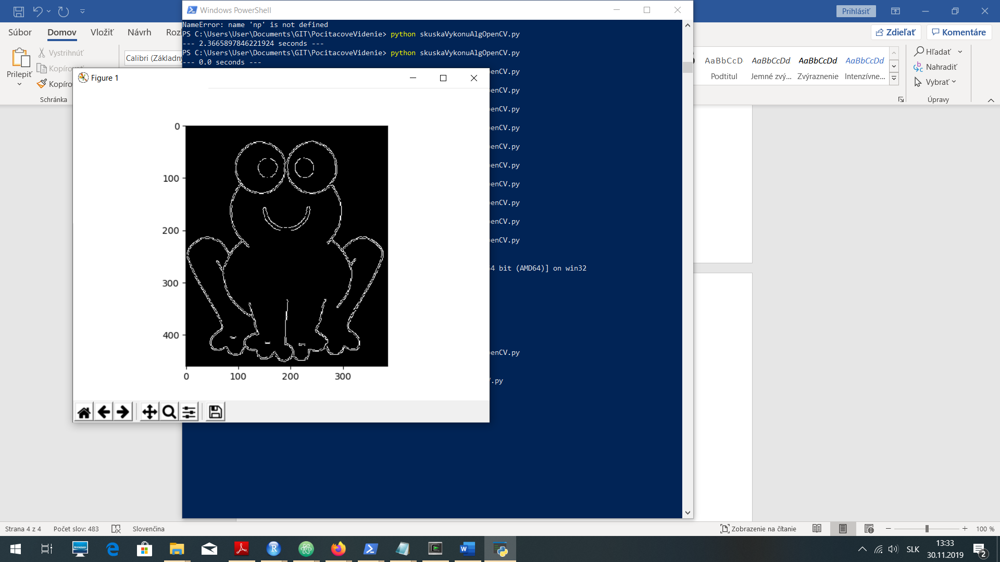 Windows PowerShell
Prihlásiť
Súbor
Domov
Vložiť
Návrh
Zdieľať
Komentáre
Prilepiť
Vystrihnúť
Schránka
Calibri (Základný
AaBbCcD
AaBbCcDd
AaBbCcDd
AaBbCcDd
Podtitul
Jemné zvý...
Zvýraznenie
Intenzívne...
Hľadať
Nahradiť
Vybrať
Úpravy
NameError: name 'np' is not defined
PS C:\Users\User\Documents\GIT\PocitacoveVidenie> python skuskaVykonuAlgOpenCV.py
--- 2.3665897846221924 seconds ---
PS C:\Users\User\Documents\GIT\PocitacoveVidenie> python skuskaVykonuAlgOpenCV.py
--- 0.0 seconds ---
enCV.py
enCV.py
enCV.py
enCV.py
enCV.py
enCV.py
enCV.py
enCV.py
enCV.py
enCV.py
4 bit (AMD64)] on win32
enCV.py
.py
Figure 1
0
100
200
300
400
0
100
200
300
Strana 4 z 4
Počet slov: 483
Slovenčina
Zobrazenie na čítanie
100 %
SLK
13:33
30.11.2019
2